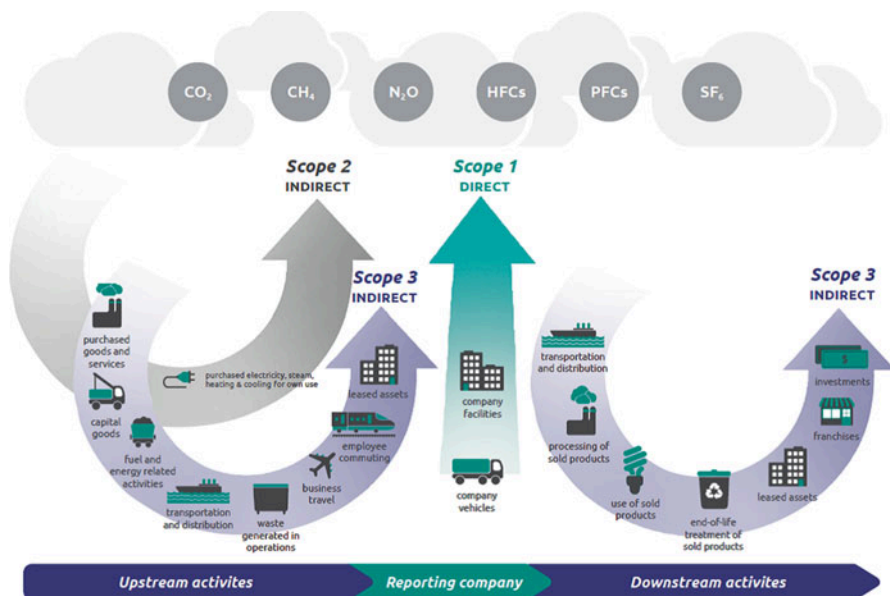 CO₂
CH₄
N₂O
HFCs
PFCs
SF₆
Scope 2
INDIRECT
Scope 1
DIRECT
Scope 3
INDIRECT
Scope 3
INDIRECT
purchased
goods and
services
capital
goods
fuel and
energy related
activities
transportation
and distribution
waste
generated in
operations
business
travel
employee
commuting
leased assets
purchased electricity, steam,
heating & cooling for own use
company
facilities
company
vehicles
transportation
and distribution
processing of
sold products
use of sold
products
end-of-life
treatment of
sold products
leased assets
franchises
investments
$
Upstream activites
Reporting company
Downstream activites